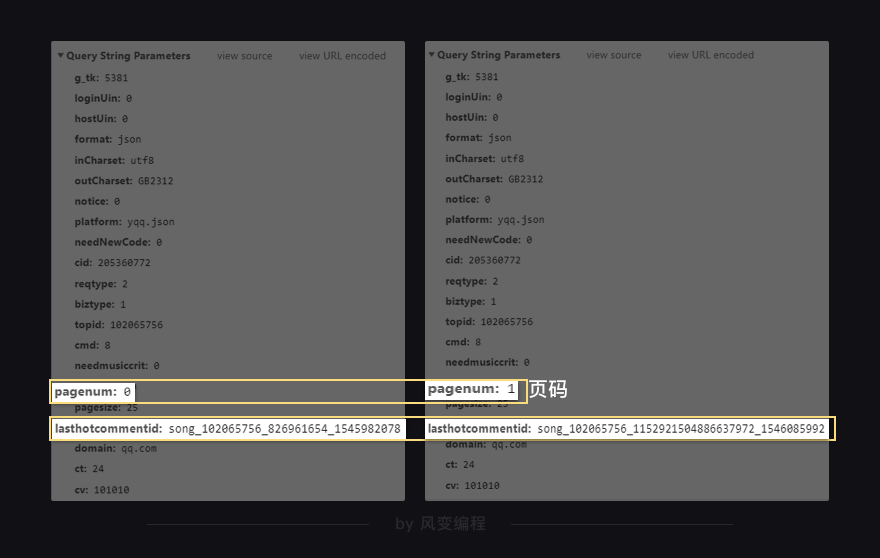 Query String Parameters view source view URL encoded
g_tk: 5381
loginUin: 0
hostUin: 0
format: json
inCharset: utf8
outCharset: GB2312
notice: 0
platform: yqq.json
needNewCode: 0
cid: 205360772
reqtype: 2
biztype: 1
topid: 102065756
cmd: 8
needmusiccrit: 0
pagenum: 0
pagesize: 25
lasthotcommentid: song_102065756_826961654_1545982078
domain: qq.com
ct: 24
cv: 101010
Query String Parameters view source view URL encoded
g_tk: 5381
loginUin: 0
hostUin: 0
format: json
inCharset: utf8
outCharset: GB2312
notice: 0
platform: yqq.json
needNewCode: 0
cid: 205360772
reqtype: 2
biztype: 1
topid: 102065756
cmd: 8
needmusiccrit: 0
pagenum: 1 页码
pagesize: 25
lasthotcommentid: song_102065756_1152921504886637972_1546085992
domain: qq.com
ct: 24
cv: 101010
by 风变编程